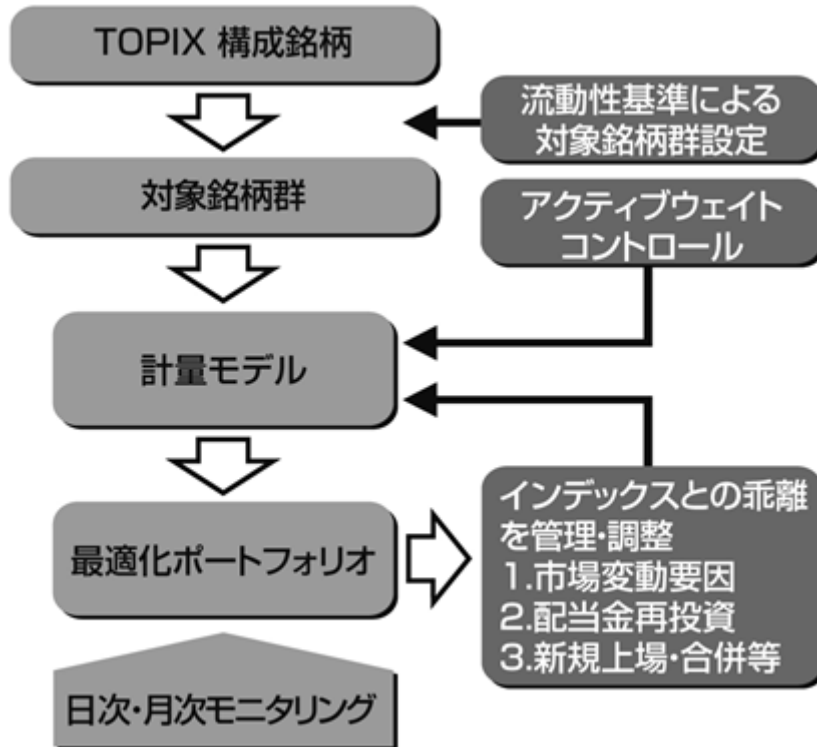 TOPIX 構成銘柄
流動性基準による
対象銘柄群設定
対象銘柄群
アクティブウェイト
コントロール
計量モデル
最適化ポートフォリオ
インデックスとの乖離
を管理・調整
1.市場変動要因
2.配当金再投資
3.新規上場・合併等
日次・月次モニタリング